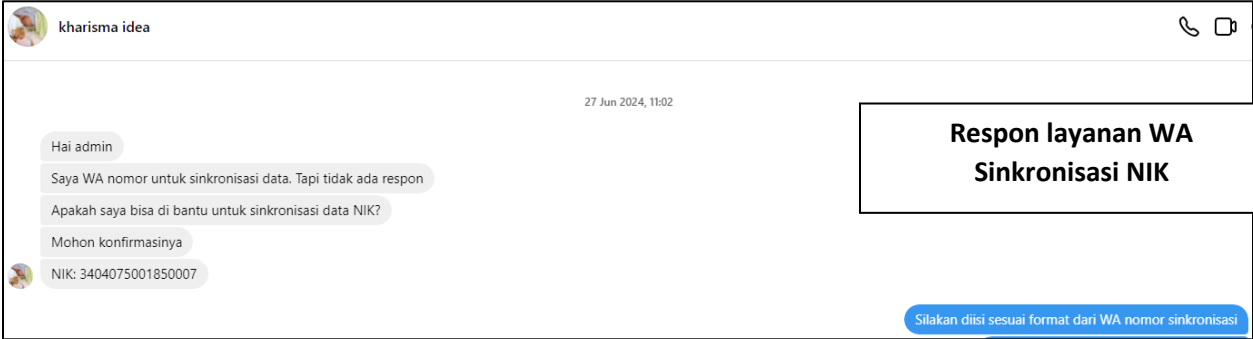 kharisma idea
27 Jun 2024, 11:02
Respon layanan WA
Sinkronisasi NIK
Hai admin
Saya WA nomor untuk sinkronisasi data. Tapi tidak ada respon
Apakah saya bisa di bantu untuk sinkronisasi data NIK?
Mohon konfirmasinya
NIK: 3404075001850007
Silakan diisi sesuai format dari WA nomor sinkronisasi